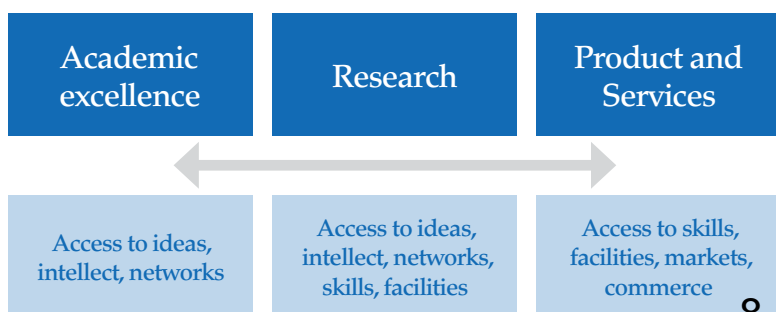 Academic
excellence
Research
Product and
Services
Access to ideas,
intellect, networks
Access to ideas,
intellect, networks,
skills, facilities
Access to skills,
facilities, markets,
commerce
8